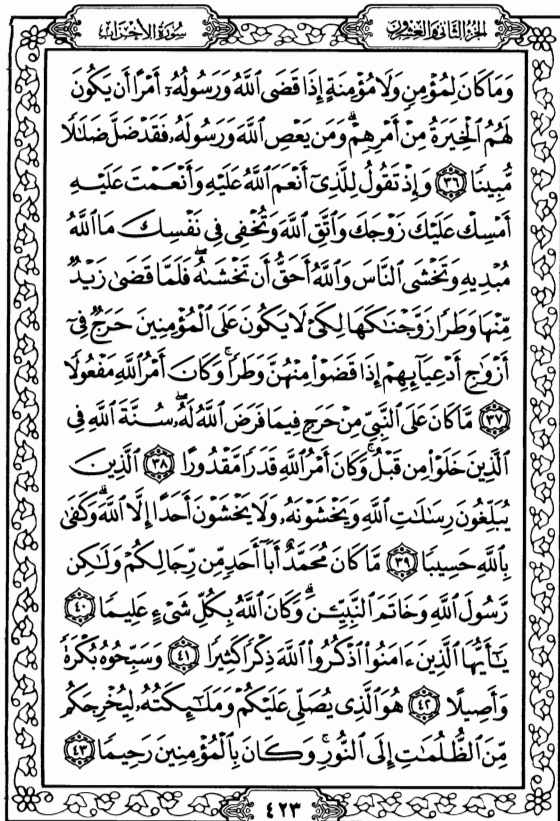 سُورَةُ الأَحْزَابِ
الجُزْءُ الثَّانِي وَالعِشْرُونَ
وَمَا كَانَ لِمُؤْمِنٍ وَلَا مُؤْمِنَةٍ إِذَا قَضَى ٱللَّهُ وَرَسُولُهُۥٓ أَمْرًا أَن يَكُونَ
لَهُمُ ٱلْخِيَرَةُ مِنْ أَمْرِهِمْ ۗ وَمَن يَعْصِ ٱللَّهَ وَرَسُولَهُۥ فَقَدْ ضَلَّ ضَلَٰلًا
مُّبِينًا ٣٦ وَإِذْ تَقُولُ لِلَّذِىٓ أَنْعَمَ ٱللَّهُ عَلَيْهِ وَأَنْعَمْتَ عَلَيْهِ
أَمْسِكْ عَلَيْكَ زَوْجَكَ وَٱتَّقِ ٱللَّهَ وَتُخْفِى فِى نَفْسِكَ مَا ٱللَّهُ
مُبْدِيهِ وَتَخْشَى ٱلنَّاسَ وَٱللَّهُ أَحَقُّ أَن تَخْشَىٰهُ ۖ فَلَمَّا قَضَىٰ زَيْدٌ
مِّنْهَا وَطَرًا زَوَّجْنَٰكَهَا لِكَىْ لَا يَكُونَ عَلَى ٱلْمُؤْمِنِينَ حَرَجٌ فِىٓ
أَزْوَٰجِ أَدْعِيَآئِهِمْ إِذَا قَضَوْا۟ مِنْهُنَّ وَطَرًا ۚ وَكَانَ أَمْرُ ٱللَّهِ مَفْعُولًا
٣٧ مَّا كَانَ عَلَى ٱلنَّبِىِّ مِنْ حَرَجٍ فِيمَا فَرَضَ ٱللَّهُ لَهُۥ ۖ سُنَّةَ ٱللَّهِ فِى
ٱلَّذِينَ خَلَوْا۟ مِن قَبْلُ ۚ وَكَانَ أَمْرُ ٱللَّهِ قَدَرًا مَّقْدُورًا ٣٨ ٱلَّذِينَ
يُبَلِّغُونَ رِسَٰلَٰتِ ٱللَّهِ وَيَخْشَوْنَهُۥ وَلَا يَخْشَوْنَ أَحَدًا إِلَّا ٱللَّهَ ۗ وَكَفَىٰ
بِٱللَّهِ حَسِيبًا ٣٩ مَّا كَانَ مُحَمَّدٌ أَبَآ أَحَدٍ مِّن رِّجَالِكُمْ وَلَٰكِن
رَّسُولَ ٱللَّهِ وَخَاتَمَ ٱلنَّبِيِّـۧنَ ۗ وَكَانَ ٱللَّهُ بِكُلِّ شَىْءٍ عَلِيمًا ٤٠
يَٰٓأَيُّهَا ٱلَّذِينَ ءَامَنُوا۟ ٱذْكُرُوا۟ ٱللَّهَ ذِكْرًا كَثِيرًا ٤١ وَسَبِّحُوهُ بُكْرَةً
وَأَصِيلًا ٤٢ هُوَ ٱلَّذِى يُصَلِّى عَلَيْكُمْ وَمَلَٰٓئِكَتُهُۥ لِيُخْرِجَكُم
مِّنَ ٱلظُّلُمَٰتِ إِلَى ٱلنُّورِ ۚ وَكَانَ بِٱلْمُؤْمِنِينَ رَحِيمًا ٤٣
٤٢٣